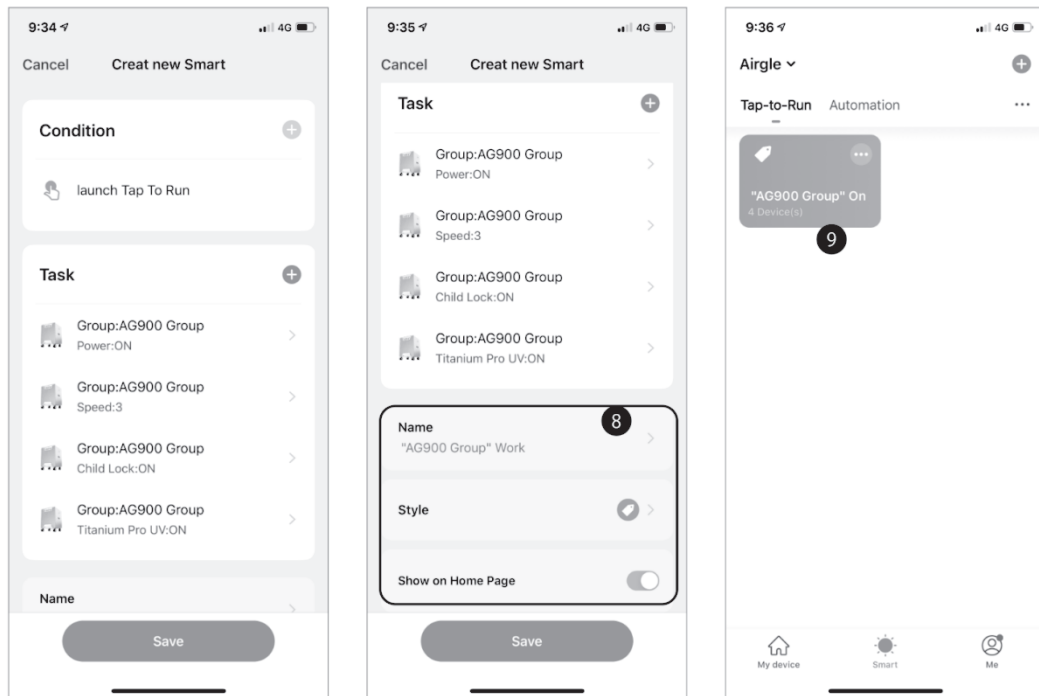 9:34
4G
Cancel
Creat new Smart
Condition
launch Tap To Run
Task
Group:AG900 Group
Power:ON
Group:AG900 Group
Speed:3
Group:AG900 Group
Child Lock:ON
Group:AG900 Group
Titanium Pro UV:ON
Name
Save
9:35
4G
Cancel
Creat new Smart
Task
Group:AG900 Group
Power:ON
Group:AG900 Group
Speed:3
Group:AG900 Group
Child Lock:ON
Group:AG900 Group
Titanium Pro UV:ON
8
Name
"AG900 Group" Work
Style
Show on Home Page
Save
9:36
4G
Airgle
Tap-to-Run Automation
"AG900 Group" On
4 Device(s)
9
My device
Smart
Me